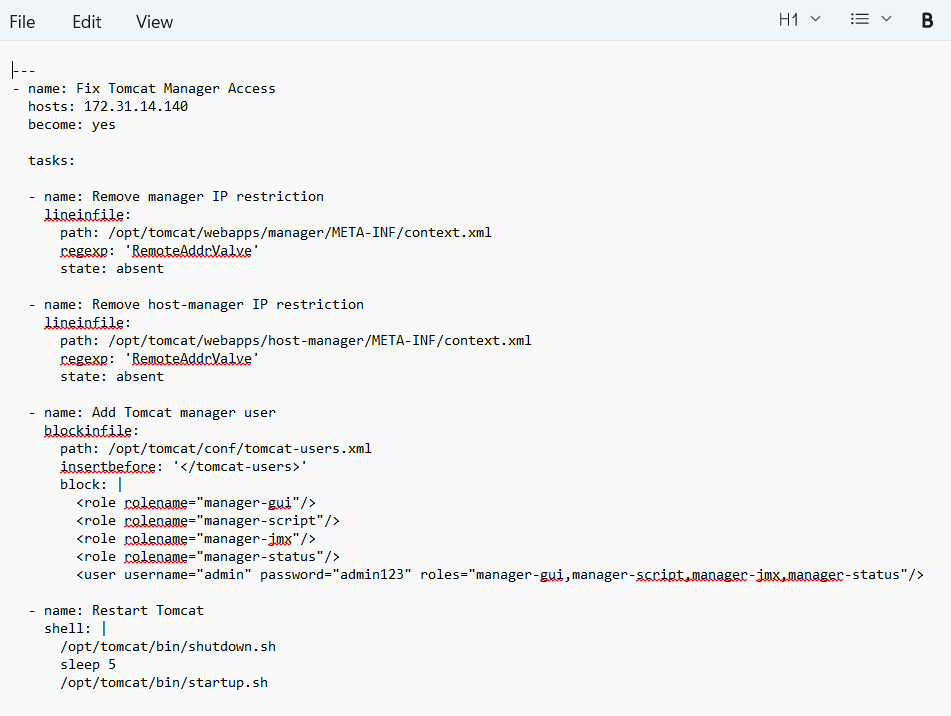 File Edit View H1 B
---
- name: Fix Tomcat Manager Access
  hosts: 172.31.14.140
  become: yes

  tasks:

  - name: Remove manager IP restriction
    lineinfile:
      path: /opt/tomcat/webapps/manager/META-INF/context.xml
      regexp: 'RemoteAddrValve'
      state: absent

  - name: Remove host-manager IP restriction
    lineinfile:
      path: /opt/tomcat/webapps/host-manager/META-INF/context.xml
      regexp: 'RemoteAddrValve'
      state: absent

  - name: Add Tomcat manager user
    blockinfile:
      path: /opt/tomcat/conf/tomcat-users.xml
      insertbefore: '</tomcat-users>'
      block: |
        <role rolename="manager-gui"/>
        <role rolename="manager-script"/>
        <role rolename="manager-jmx"/>
        <role rolename="manager-status"/>
        <user username="admin" password="admin123" roles="manager-gui,manager-script,manager-jmx,manager-status"/>

  - name: Restart Tomcat
    shell: |
      /opt/tomcat/bin/shutdown.sh
      sleep 5
      /opt/tomcat/bin/startup.sh